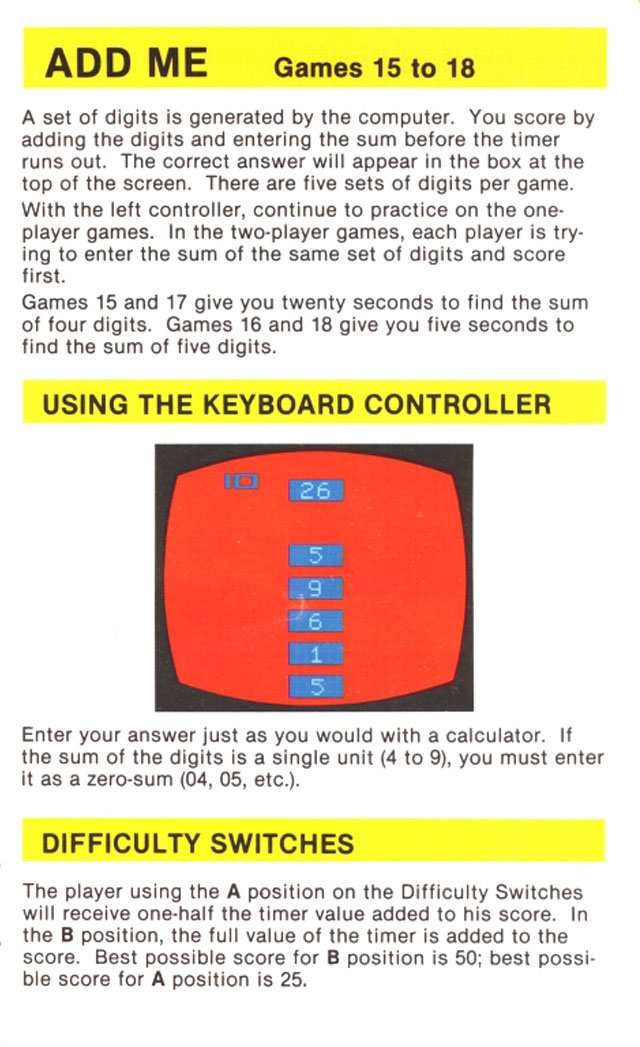 ADD ME Games 15 to 18
A set of digits is generated by the computer. You score by
adding the digits and entering the sum before the timer
runs out. The correct answer will appear in the box at the
top of the screen. There are five sets of digits per game.
With the left controller, continue to practice on the one-
player games. In the two-player games, each player is try-
ing to enter the sum of the same set of digits and score
first.
Games 15 and 17 give you twenty seconds to find the sum
of four digits. Games 16 and 18 give you five seconds to
find the sum of five digits.
USING THE KEYBOARD CONTROLLER
10 26
5
9
6
1
5
Enter your answer just as you would with a calculator. If
the sum of the digits is a single unit (4 to 9), you must enter
it as a zero-sum (04, 05, etc.).
DIFFICULTY SWITCHES
The player using the A position on the Difficulty Switches
will receive one-half the timer value added to his score. In
the B position, the full value of the timer is added to the
score. Best possible score for B position is 50; best possi-
ble score for A position is 25.